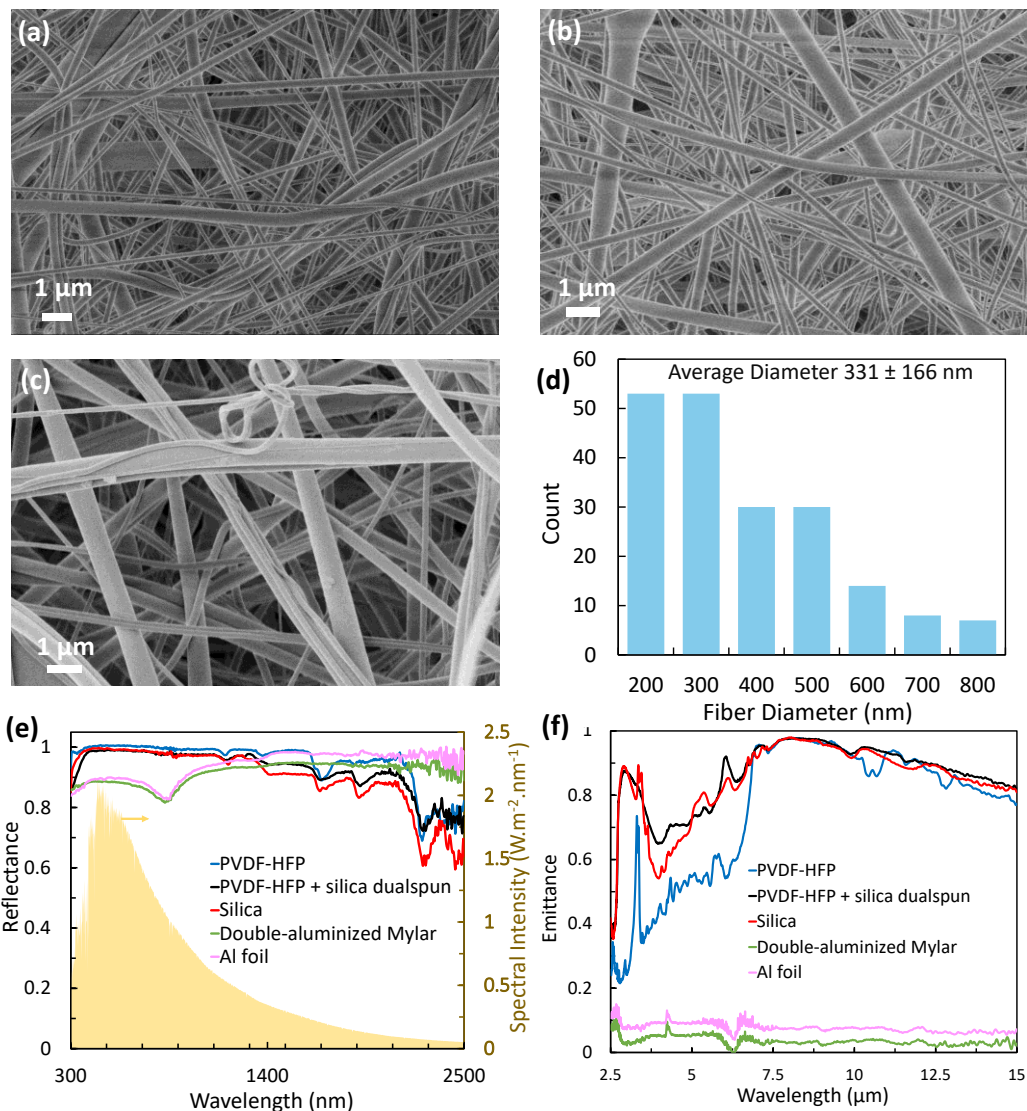 (a)
1 μm
(b)
1 μm
(c)
1 μm
(d)
Average Diameter 331 ± 166 nm
60
50
40
30
20
10
0
Count
200 300 400 500 600 700 800
Fiber Diameter (nm)
(e)
1
0.8
0.6
0.4
0.2
0
Reflectance
PVDF-HFP
PVDF-HFP + silica dualspun
Silica
Double-aluminized Mylar
Al foil
2.5
2
1.5
1
0.5
0
Spectral Intensity (W.m⁻².nm⁻¹)
300 1400 2500
Wavelength (nm)
(f)
1
0.8
0.6
0.4
0.2
0
Emittance
PVDF-HFP
PVDF-HFP + silica dualspun
Silica
Double-aluminized Mylar
Al foil
2.5 5 7.5 10 12.5 15
Wavelength (μm)